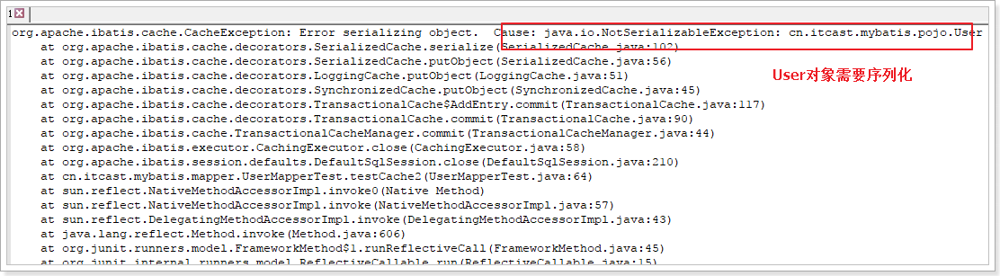 1
org.apache.ibatis.cache.CacheException: Error serializing object.  Cause: java.io.NotSerializableException: cn.itcast.mybatis.pojo.User
at org.apache.ibatis.cache.decorators.SerializedCache.serialize(SerializedCache.java:102)
at org.apache.ibatis.cache.decorators.SerializedCache.putObject(SerializedCache.java:56)
at org.apache.ibatis.cache.decorators.LoggingCache.putObject(LoggingCache.java:51)
User对象需要序列化
at org.apache.ibatis.cache.decorators.SynchronizedCache.putObject(SynchronizedCache.java:45)
at org.apache.ibatis.cache.decorators.TransactionalCache$AddEntry.commit(TransactionalCache.java:117)
at org.apache.ibatis.cache.decorators.TransactionalCache.commit(TransactionalCache.java:90)
at org.apache.ibatis.cache.TransactionalCacheManager.commit(TransactionalCacheManager.java:44)
at org.apache.ibatis.executor.CachingExecutor.close(CachingExecutor.java:58)
at org.apache.ibatis.session.defaults.DefaultSqlSession.close(DefaultSqlSession.java:210)
at cn.itcast.mybatis.mapper.UserMapperTest.testCache2(UserMapperTest.java:64)
at sun.reflect.NativeMethodAccessorImpl.invoke0(Native Method)
at sun.reflect.NativeMethodAccessorImpl.invoke(NativeMethodAccessorImpl.java:57)
at sun.reflect.DelegatingMethodAccessorImpl.invoke(DelegatingMethodAccessorImpl.java:43)
at java.lang.reflect.Method.invoke(Method.java:606)
at org.junit.runners.model.FrameworkMethod$1.runReflectiveCall(FrameworkMethod.java:45)
at org.junit.internal.runners.model.ReflectiveCallable.run(ReflectiveCallable.java:15)